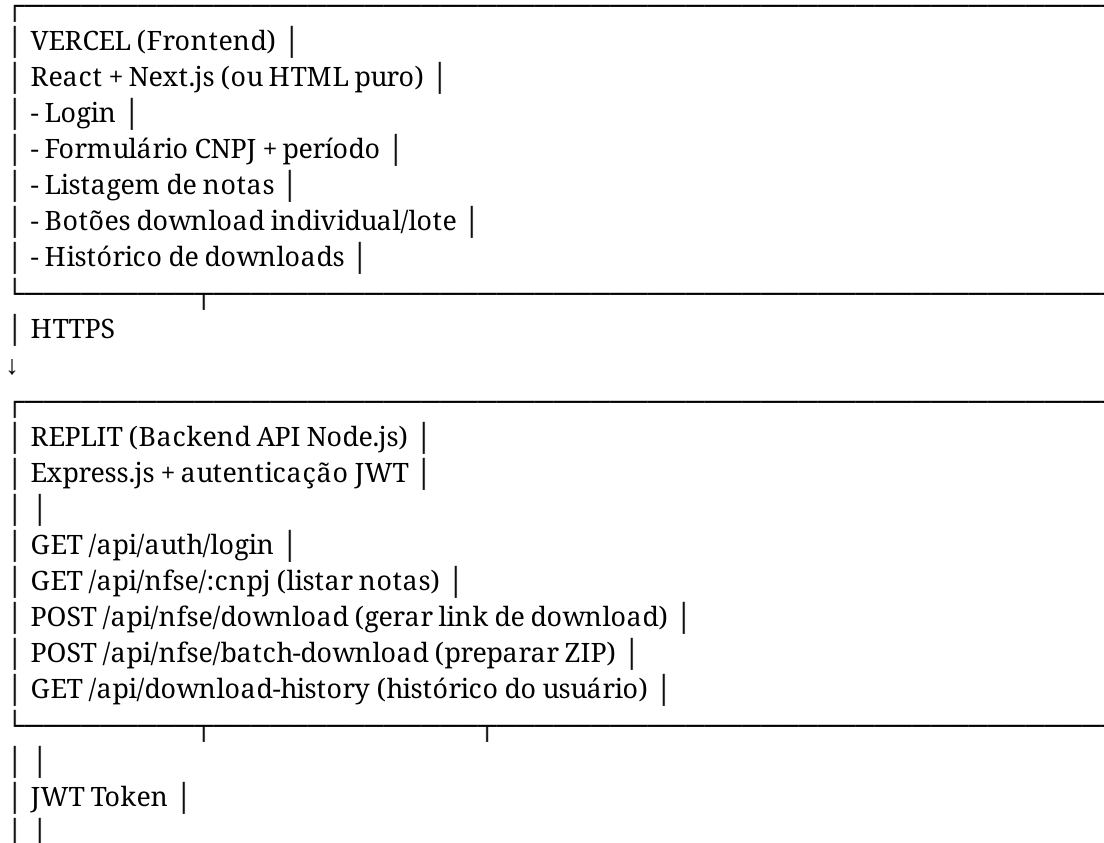 ┌──────────────────────────────────────────────────────────
│ VERCEL (Frontend) │
│ React + Next.js (ou HTML puro) │
│ - Login │
│ - Formulário CNPJ + período │
│ - Listagem de notas │
│ - Botões download individual/lote │
│ - Histórico de downloads │
└──────────┬───────────────────────────────────────────────
│ HTTPS
↓
┌──────────────────────────────────────────────────────────
│ REPLIT (Backend API Node.js) │
│ Express.js + autenticação JWT │
│ │
│ GET /api/auth/login │
│ GET /api/nfse/:cnpj (listar notas) │
│ POST /api/nfse/download (gerar link de download) │
│ POST /api/nfse/batch-download (preparar ZIP) │
│ GET /api/download-history (histórico do usuário) │
└──────────┬───────────────┬───────────────────────────────
│ │
│ JWT Token │
│ │